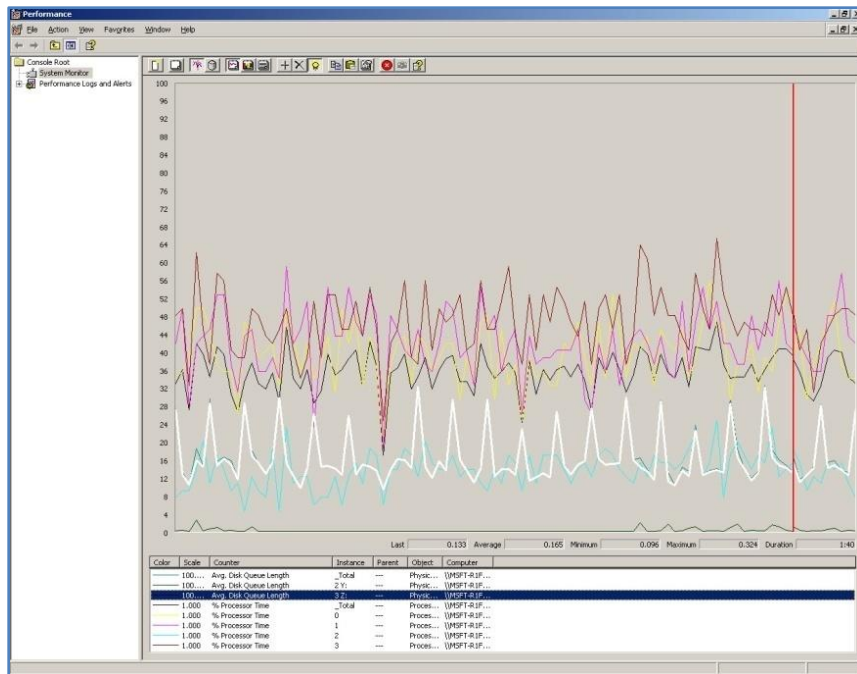 Performance
File Action View Favorites Window Help
Console Root
System Monitor
Performance Logs and Alerts
100
96
92
88
84
80
76
72
68
64
60
56
52
48
44
40
36
32
28
24
20
16
12
8
4
0
Last 0.133 Average 0.165 Minimum 0.096 Maximum 0.324 Duration 1:40
Color Scale Counter Instance Parent Object Computer
100.... Avg. Disk Queue Length _Total --- Physic... \\MSFT-R1F...
100.... Avg. Disk Queue Length 2 Y: --- Physic... \\MSFT-R1F...
100.... Avg. Disk Queue Length 3 Z: --- Physic... \\MSFT-R1F...
1.000 % Processor Time _Total --- Proces... \\MSFT-R1F...
1.000 % Processor Time 0 --- Proces... \\MSFT-R1F...
1.000 % Processor Time 1 --- Proces... \\MSFT-R1F...
1.000 % Processor Time 2 --- Proces... \\MSFT-R1F...
1.000 % Processor Time 3 --- Proces... \\MSFT-R1F...